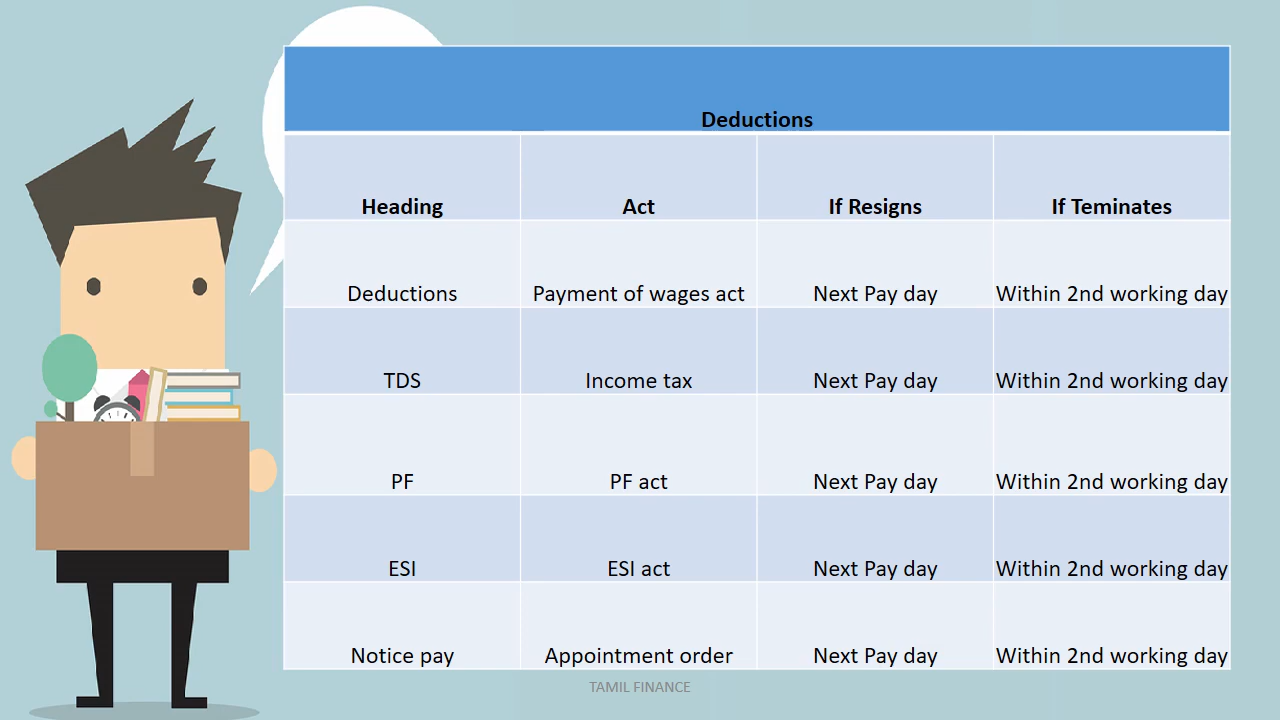 Deductions
Heading Act If Resigns If Teminates
Deductions Payment of wages act Next Pay day Within 2nd working day
TDS Income tax Next Pay day Within 2nd working day
PF PF act Next Pay day Within 2nd working day
ESI ESI act Next Pay day Within 2nd working day
Notice pay Appointment order Next Pay day Within 2nd working day
TAMIL FINANCE